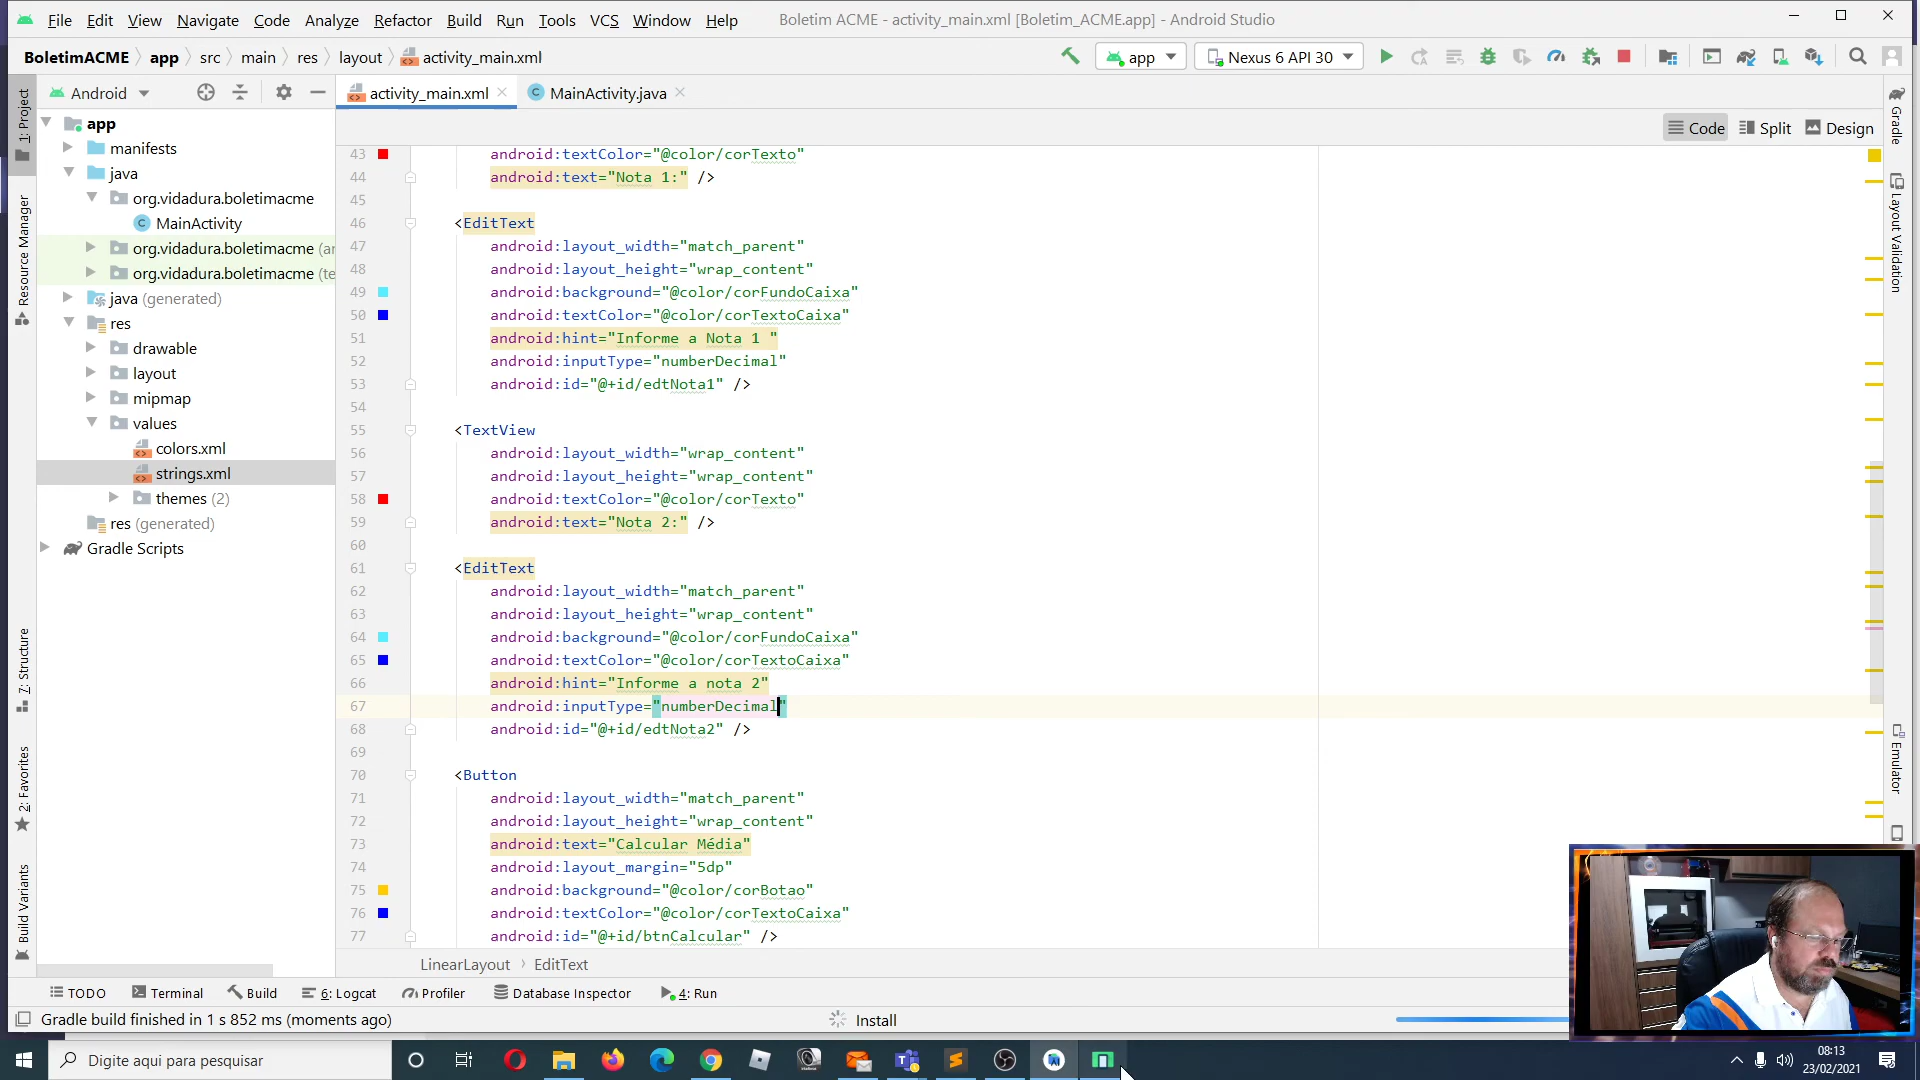 File Edit View Navigate Code Analyze Refactor Build Run Tools VCS Window Help Boletim ACME - activity_main.xml [Boletim_ACME.app] - Android Studio
BoletimACME app src main res layout activity_main.xml app Nexus 6 API 30
Android activity_main.xml MainActivity.java
Code Split Design
1: Project
Resource Manager
7: Structure
2: Favorites
Build Variants
app
manifests
java
org.vidadura.boletimacme
MainActivity
org.vidadura.boletimacme (ar
org.vidadura.boletimacme (te
java (generated)
res
drawable
layout
mipmap
values
colors.xml
strings.xml
themes (2)
res (generated)
Gradle Scripts
43 android:textColor="@color/corTexto"
44 android:text="Nota 1:" />
45
46 <EditText
47 android:layout_width="match_parent"
48 android:layout_height="wrap_content"
49 android:background="@color/corFundoCaixa"
50 android:textColor="@color/corTextoCaixa"
51 android:hint="Informe a Nota 1 "
52 android:inputType="numberDecimal"
53 android:id="@+id/edtNota1" />
54
55 <TextView
56 android:layout_width="wrap_content"
57 android:layout_height="wrap_content"
58 android:textColor="@color/corTexto"
59 android:text="Nota 2:" />
60
61 <EditText
62 android:layout_width="match_parent"
63 android:layout_height="wrap_content"
64 android:background="@color/corFundoCaixa"
65 android:textColor="@color/corTextoCaixa"
66 android:hint="Informe a nota 2"
67 android:inputType="numberDecimal"
68 android:id="@+id/edtNota2" />
69
70 <Button
71 android:layout_width="match_parent"
72 android:layout_height="wrap_content"
73 android:text="Calcular Média"
74 android:layout_margin="5dp"
75 android:background="@color/corBotao"
76 android:textColor="@color/corTextoCaixa"
77 android:id="@+id/btnCalcular" />
LinearLayout EditText
Gradle
Layout Validation
Emulator
TODO Terminal Build 6: Logcat Profiler Database Inspector 4: Run
Gradle build finished in 1 s 852 ms (moments ago) Install
Digite aqui para pesquisar
08:13
23/02/2021